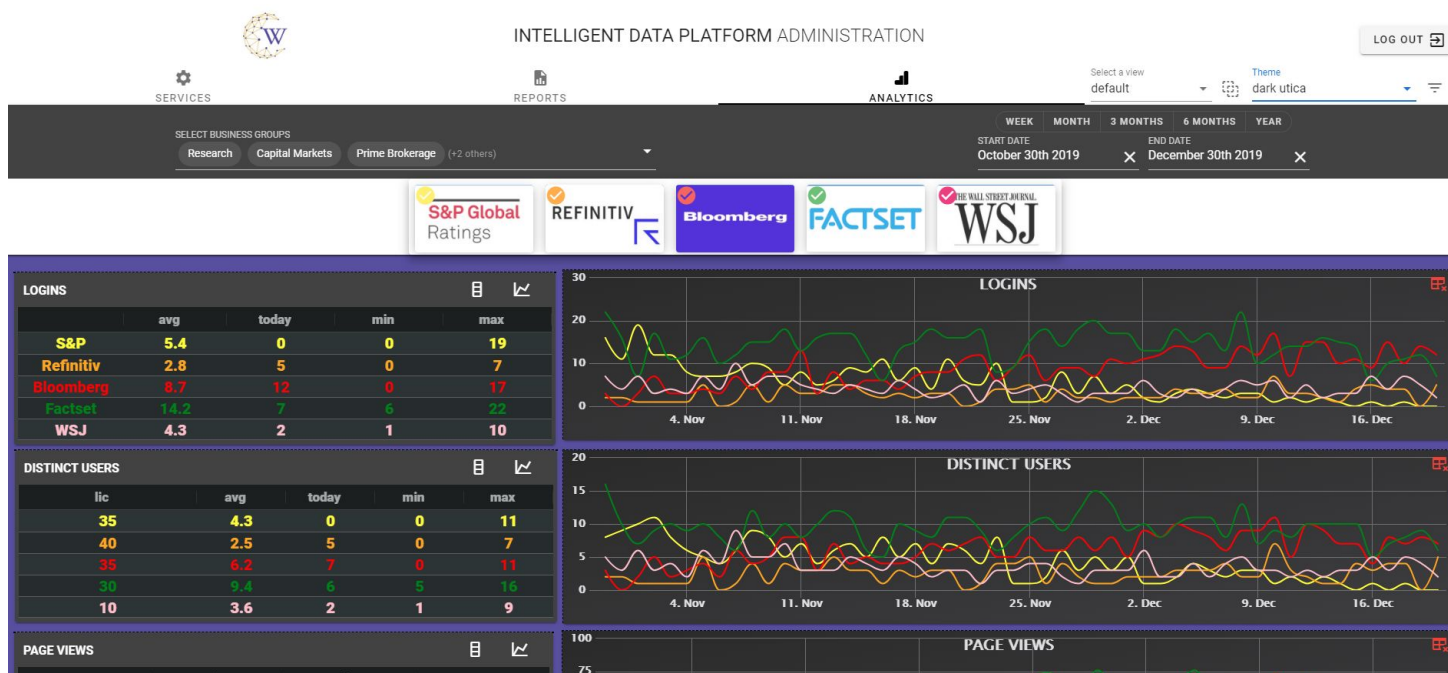 W
INTELLIGENT DATA PLATFORM ADMINISTRATION
LOG OUT
SERVICES
REPORTS
ANALYTICS
Select a view
default
Theme
dark utica
SELECT BUSINESS GROUPS
Research Capital Markets Prime Brokerage (+2 others)
WEEK MONTH 3 MONTHS 6 MONTHS YEAR
START DATE
October 30th 2019
END DATE
December 30th 2019
S&P Global
Ratings
REFINITIV
Bloomberg
FACTSET
THE WALL STREET JOURNAL
WSJ
LOGINS
avg today min max
S&P 5.4 0 0 19
Refinitiv 2.8 5 0 7
Bloomberg 8.7 12 0 17
Factset 14.2 7 6 22
WSJ 4.3 2 1 10
LOGINS
30
20
10
0
4. Nov 11. Nov 18. Nov 25. Nov 2. Dec 9. Dec 16. Dec
DISTINCT USERS
lic avg today min max
35 4.3 0 0 11
40 2.5 5 0 7
35 6.2 7 0 11
30 9.4 6 5 16
10 3.6 2 1 9
DISTINCT USERS
20
15
10
5
0
4. Nov 11. Nov 18. Nov 25. Nov 2. Dec 9. Dec 16. Dec
PAGE VIEWS
PAGE VIEWS
100
75